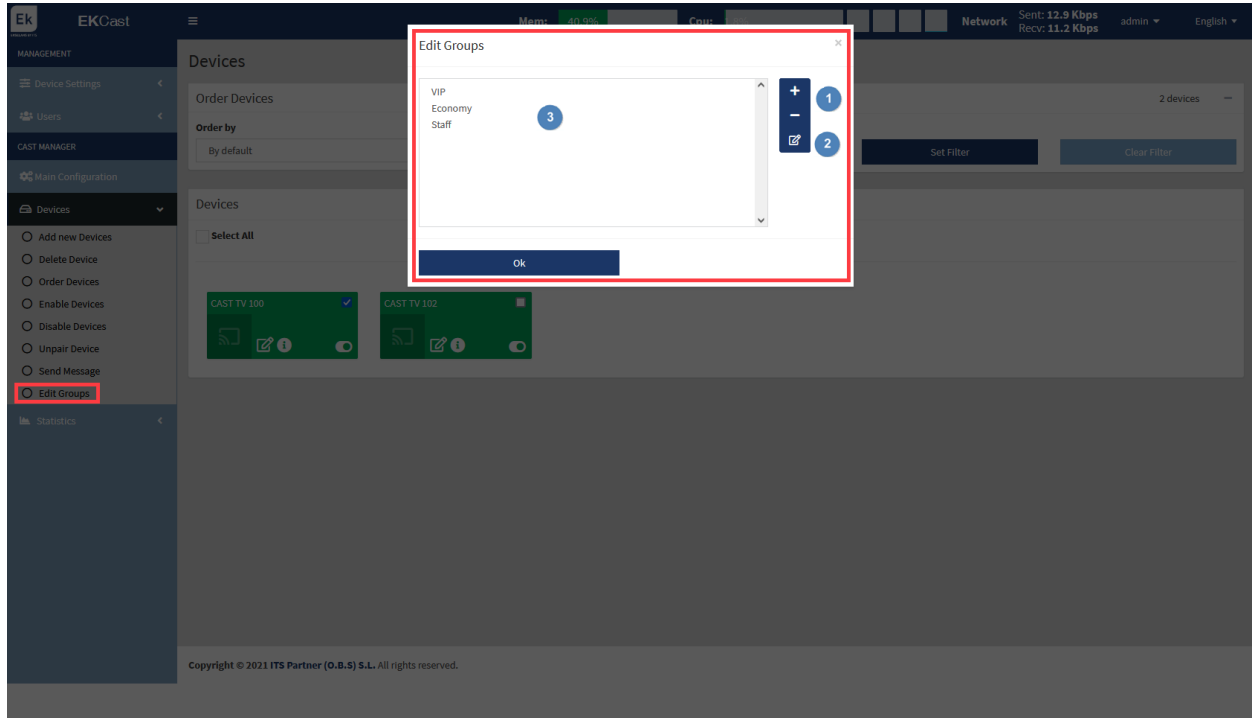 Ek
EKCast
Mem: 40.9%
Cpu:
Network
Sent: 12.9 Kbps
Recv: 11.2 Kbps
admin
English
MANAGEMENT
Device Settings
Users
CAST MANAGER
Main Configuration
Devices
Add new Devices
Delete Device
Order Devices
Enable Devices
Disable Devices
Unpair Device
Send Message
Edit Groups
Statistics
Devices
Order Devices
2 devices
Order by
By default
Set Filter
Clear Filter
Devices
Select All
CAST TV 100
CAST TV 102
Edit Groups
×
VIP
Economy
Staff
3
1
2
Ok
Copyright © 2021 ITS Partner (O.B.S) S.L. All rights reserved.